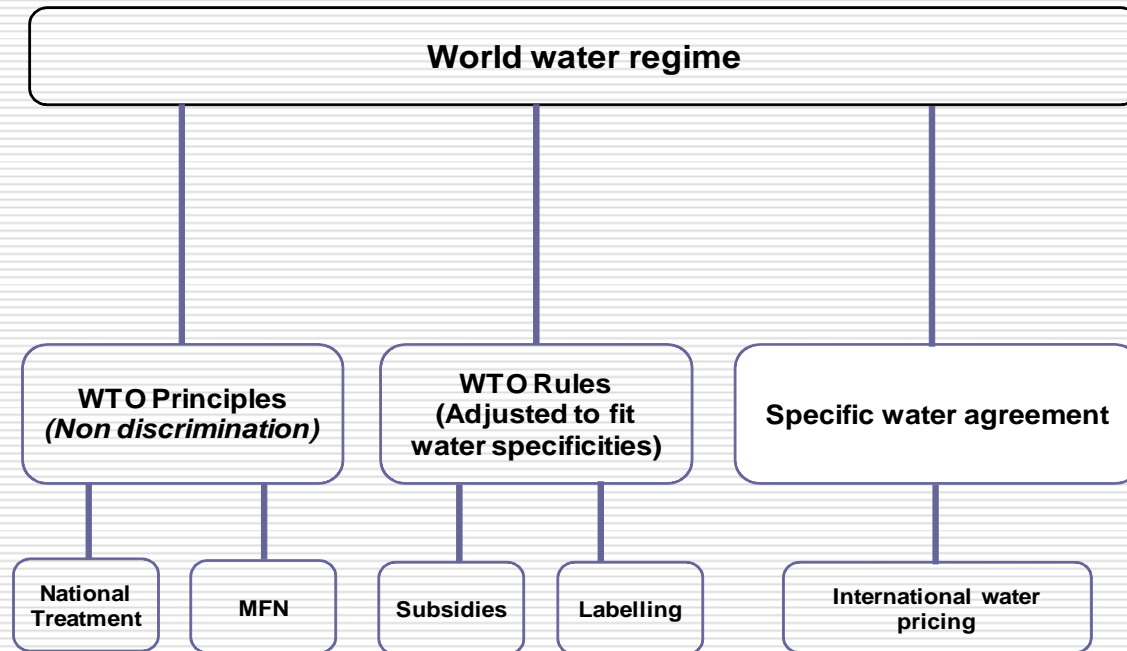 World water regime
WTO Principles
(Non discrimination)
WTO Rules
(Adjusted to fit
water specificities)
Specific water agreement
National
Treatment
MFN
Subsidies
Labelling
International water
pricing